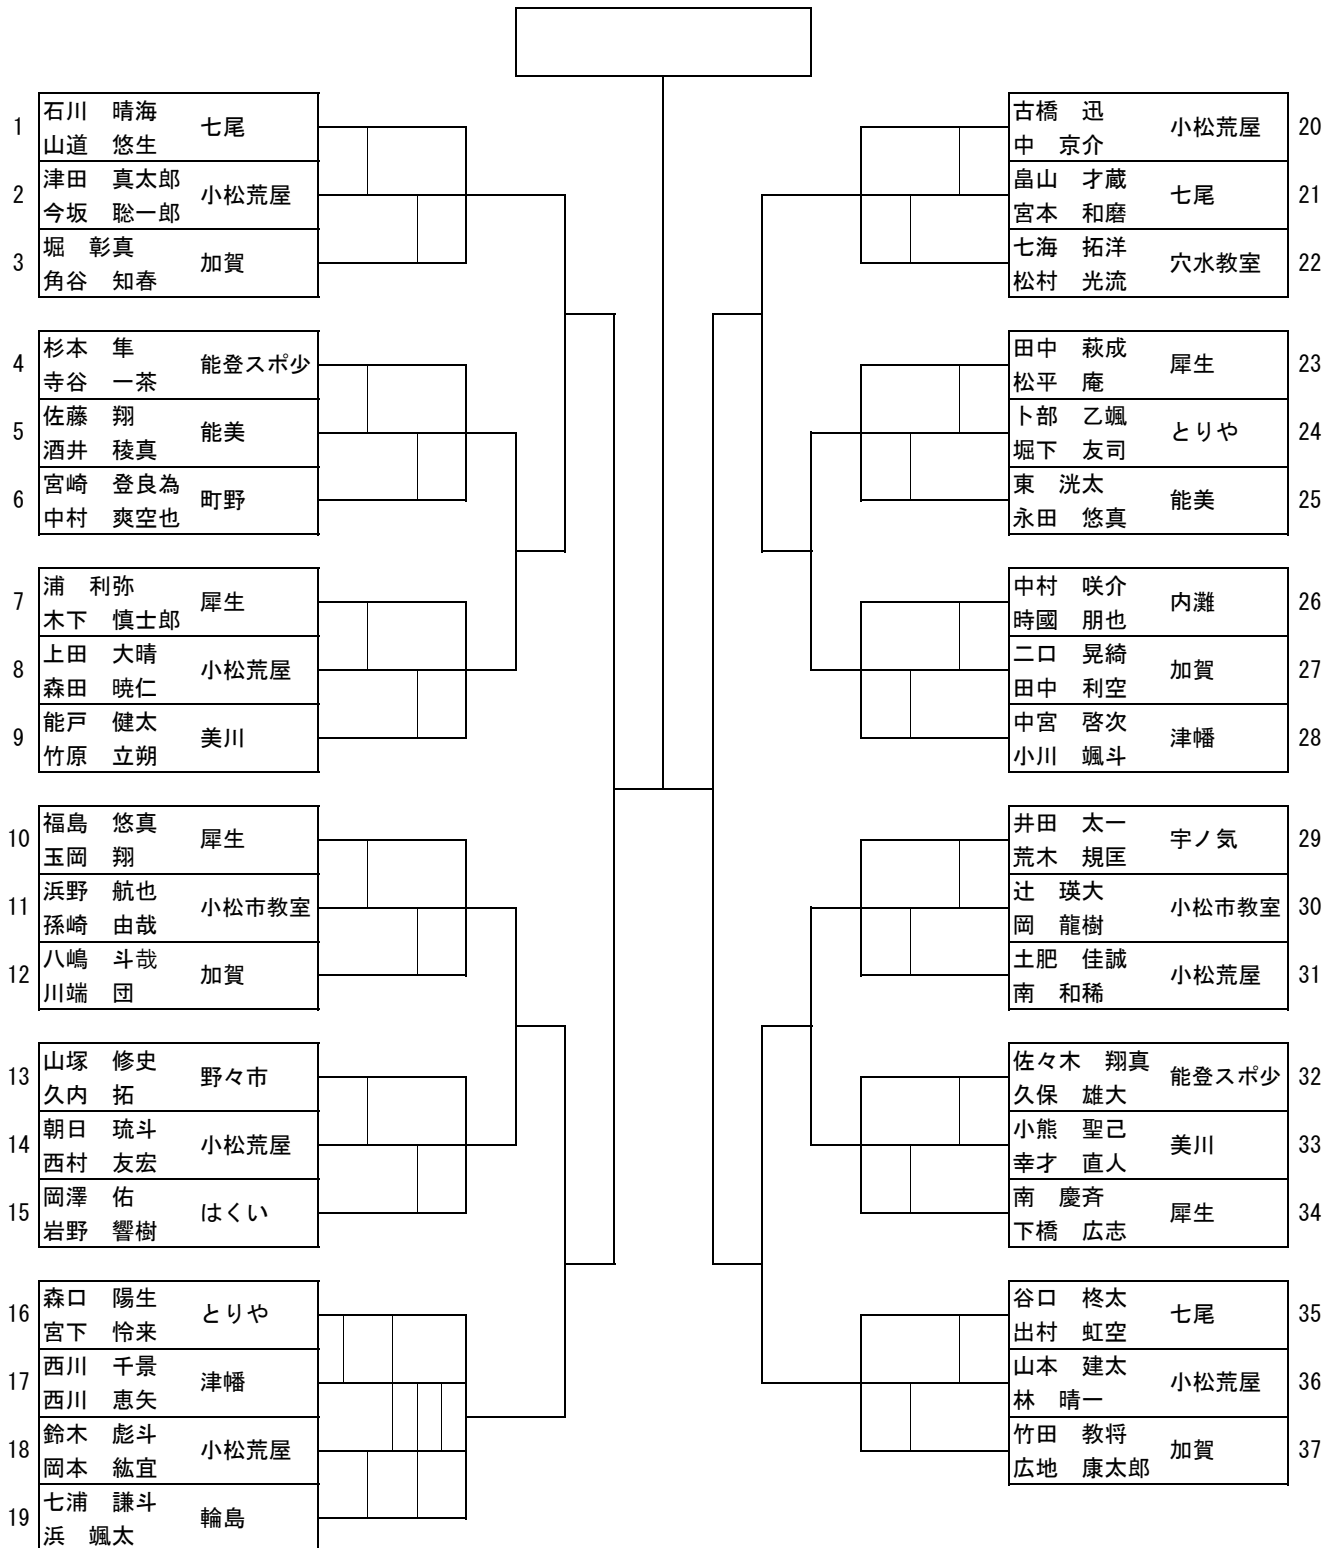 1 石川　晴海 七尾
山道　悠生
2 津田　真太郎 小松荒屋
今坂　聡一郎
3 堀　彰真 加賀
角谷　知春
4 杉本　隼 能登スポ少
寺谷　一茶
5 佐藤　翔 能美
酒井　稜真
6 宮崎　登良為 町野
中村　爽空也
7 浦　利弥 犀生
木下　慎士郎
8 上田　大晴 小松荒屋
森田　暁仁
9 能戸　健太 美川
竹原　立朔
10 福島　悠真 犀生
玉岡　翔
11 浜野　航也 小松市教室
孫崎　由哉
12 八嶋　斗哉 加賀
川端　団
13 山塚　修史 野々市
久内　拓
14 朝日　琉斗 小松荒屋
西村　友宏
15 岡澤　佑 はくい
岩野　響樹
16 森口　陽生 とりや
宮下　怜来
17 西川　千景 津幡
西川　恵矢
18 鈴木　彪斗 小松荒屋
岡本　紘宜
19 七浦　謙斗 輪島
浜　颯太
古橋　迅 小松荒屋 20
中　京介
畠山　才蔵 七尾 21
宮本　和磨
七海　拓洋 穴水教室 22
松村　光流
田中　萩成 犀生 23
松平　庵
卜部　乙颯 とりや 24
堀下　友司
東　洸太 能美 25
永田　悠真
中村　咲介 内灘 26
時國　朋也
二口　晃綺 加賀 27
田中　利空
中宮　啓次 津幡 28
小川　颯斗
井田　太一 宇ノ気 29
荒木　規匡
辻　瑛大 小松市教室 30
岡　龍樹
土肥　佳誠 小松荒屋 31
南　和稀
佐々木　翔真 能登スポ少 32
久保　雄大
小熊　聖己 美川 33
幸才　直人
南　慶斉 犀生 34
下橋　広志
谷口　柊太 七尾 35
出村　虹空
山本　建太 小松荒屋 36
林　晴一
竹田　教将 加賀 37
広地　康太郎